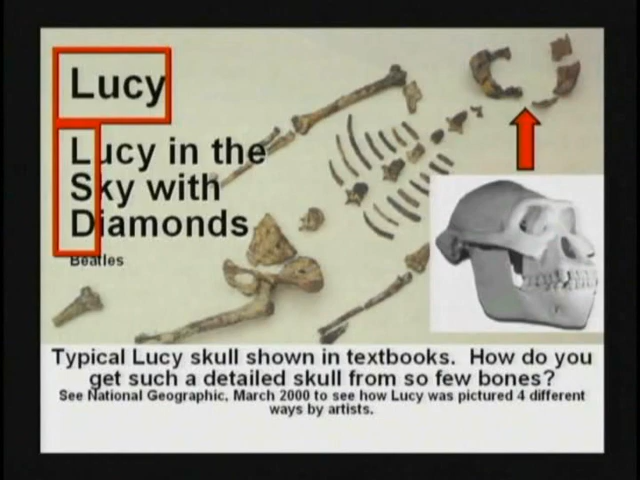 Lucy
Lucy in the
Sky with
Diamonds
Beatles
Typical Lucy skull shown in textbooks. How do you
get such a detailed skull from so few bones?
See National Geographic, March 2000 to see how Lucy was pictured 4 different
ways by artists.